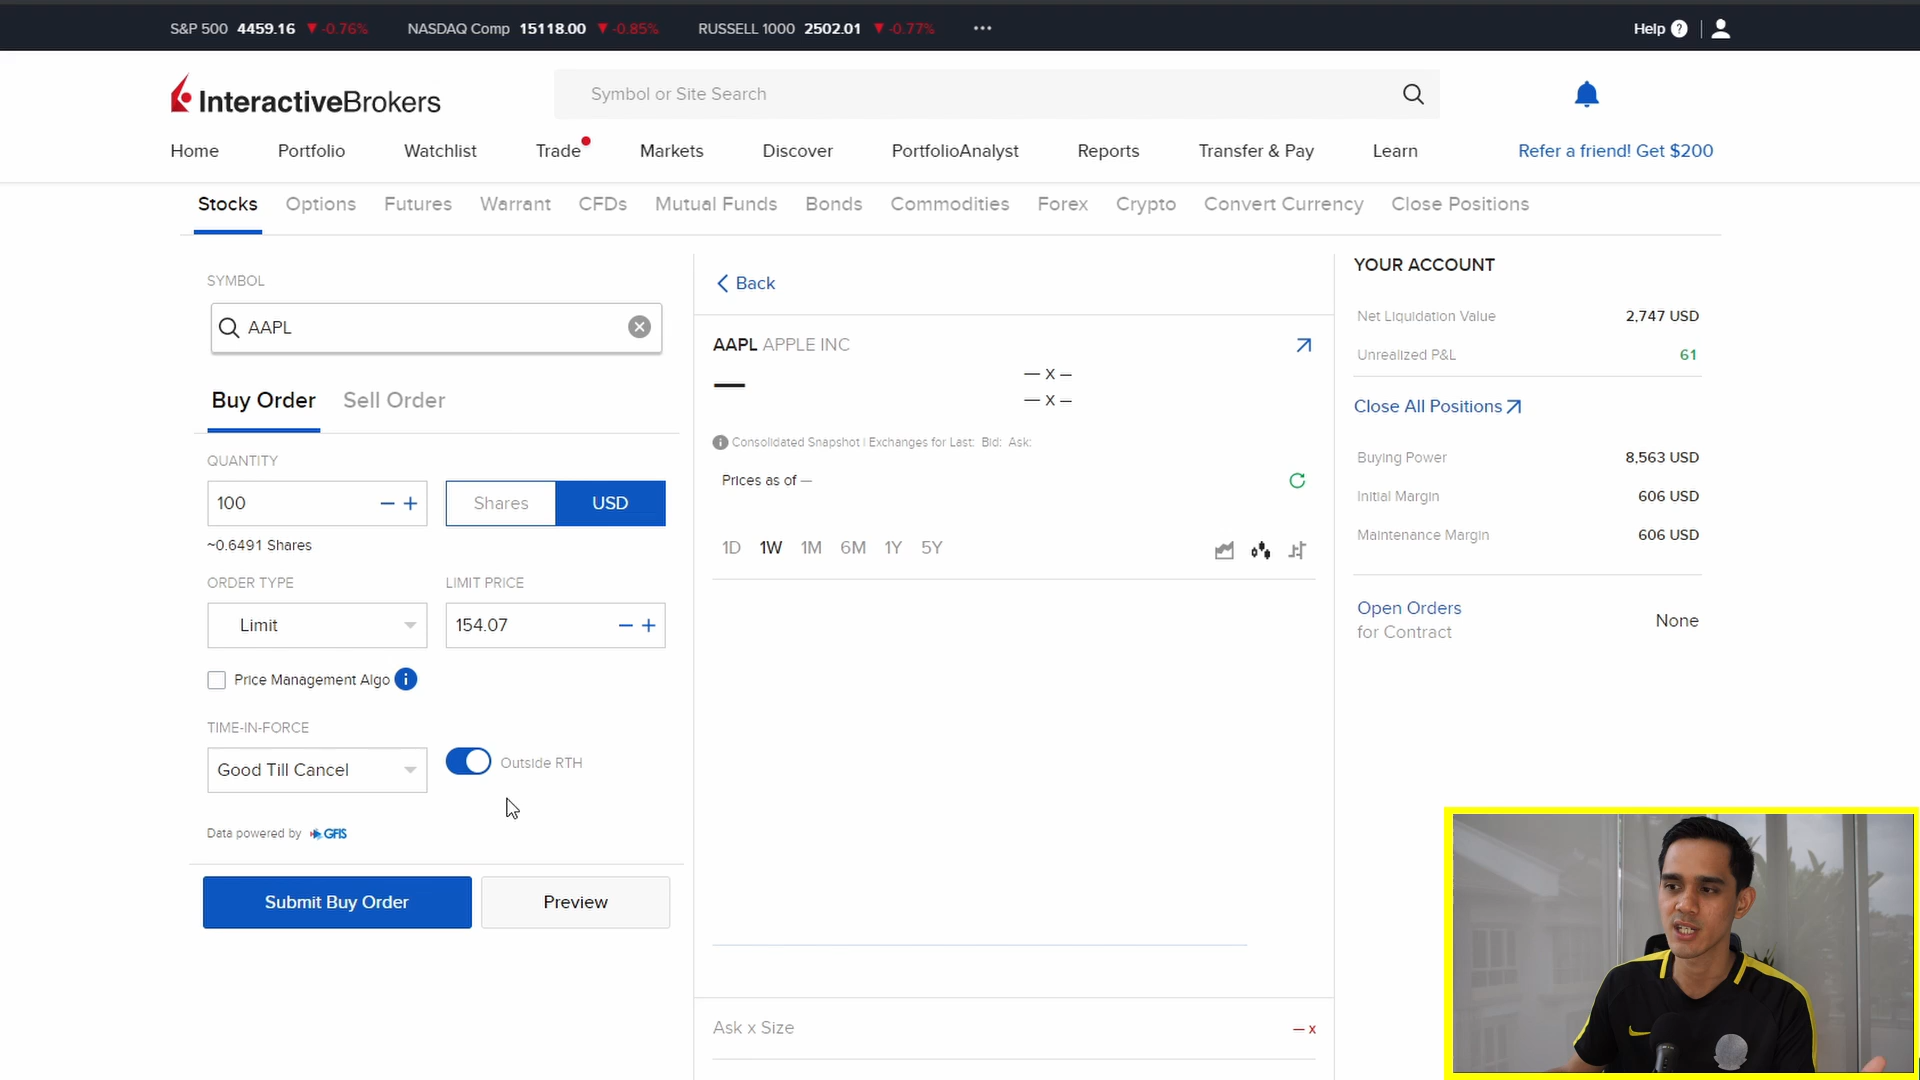 S&P 500 4459.16 ▼-0.76% NASDAQ Comp 15118.00 ▼-0.85% RUSSELL 1000 2502.01 ▼-0.77% ••• Help ?
InteractiveBrokers Symbol or Site Search
Home Portfolio Watchlist Trade Markets Discover PortfolioAnalyst Reports Transfer & Pay Learn Refer a friend! Get $200
Stocks Options Futures Warrant CFDs Mutual Funds Bonds Commodities Forex Crypto Convert Currency Close Positions
SYMBOL
AAPL
Buy Order Sell Order
QUANTITY
100 − + Shares USD
~0.6491 Shares
ORDER TYPE LIMIT PRICE
Limit 154.07 − +
Price Management Algo i
TIME-IN-FORCE
Good Till Cancel Outside RTH
Data powered by GFIS
Submit Buy Order Preview
Back
AAPL APPLE INC
— — X —
— X —
i Consolidated Snapshot | Exchanges for Last: Bid: Ask:
Prices as of —
1D 1W 1M 6M 1Y 5Y
Ask x Size — x
YOUR ACCOUNT
Net Liquidation Value 2,747 USD
Unrealized P&L 61
Close All Positions
Buying Power 8,563 USD
Initial Margin 606 USD
Maintenance Margin 606 USD
Open Orders
for Contract None